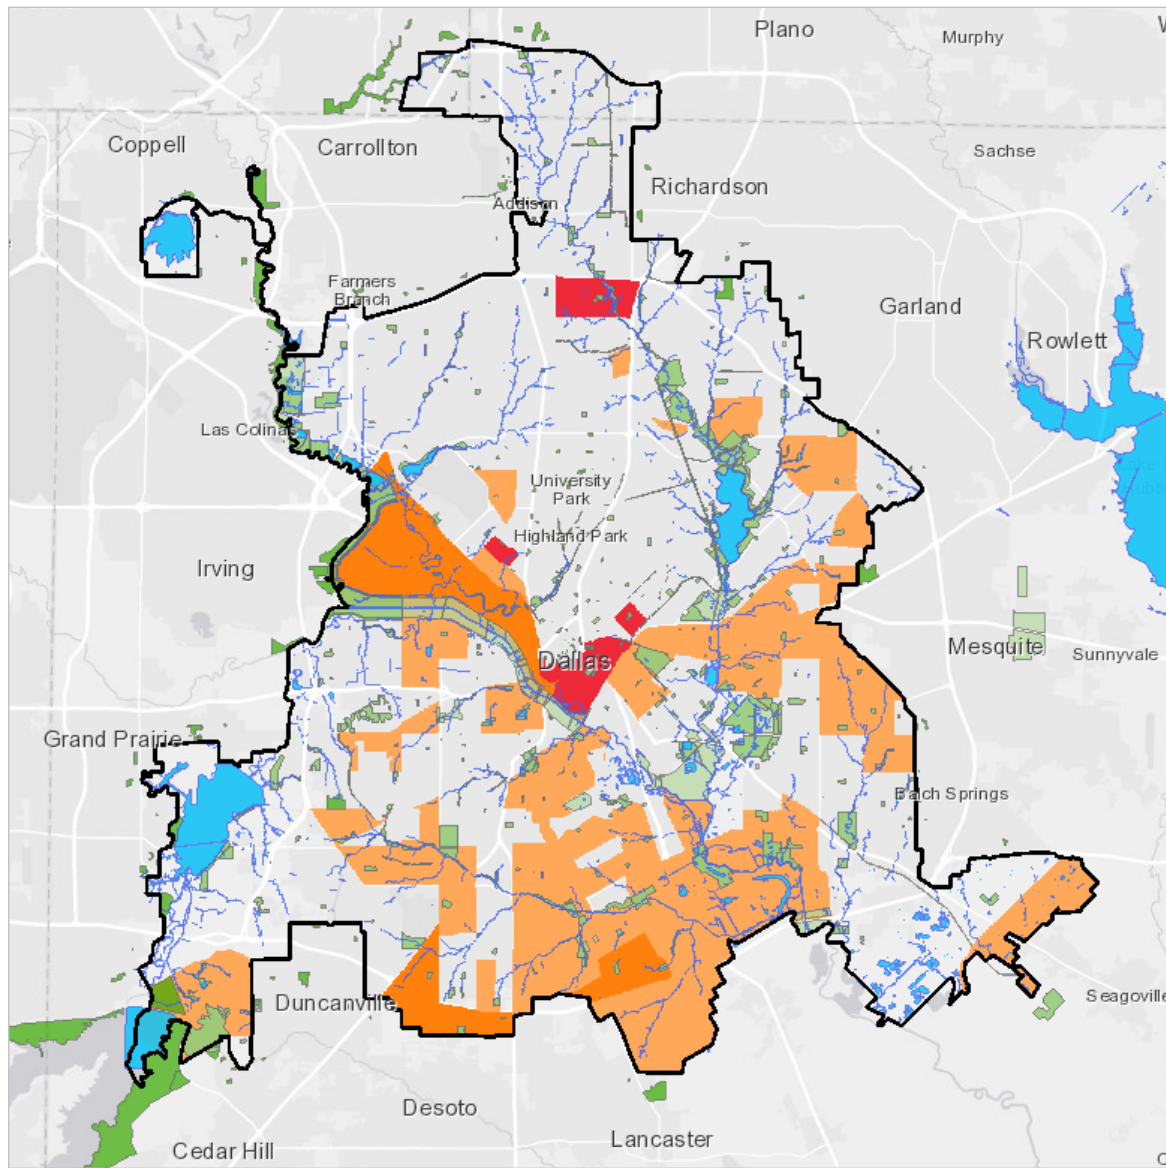 Plano
Murphy
Coppell
Carrollton
Sachse
Richardson
Addison
Farmers
Branch
Garland
Rowlett
Las Colinas
University
Park
Highland Park
Irving
Mesquite
Sunnyvale
Dallas
Grand Prairie
Balch Springs
Seagoville
Duncanville
Desoto
Lancaster
Cedar Hill